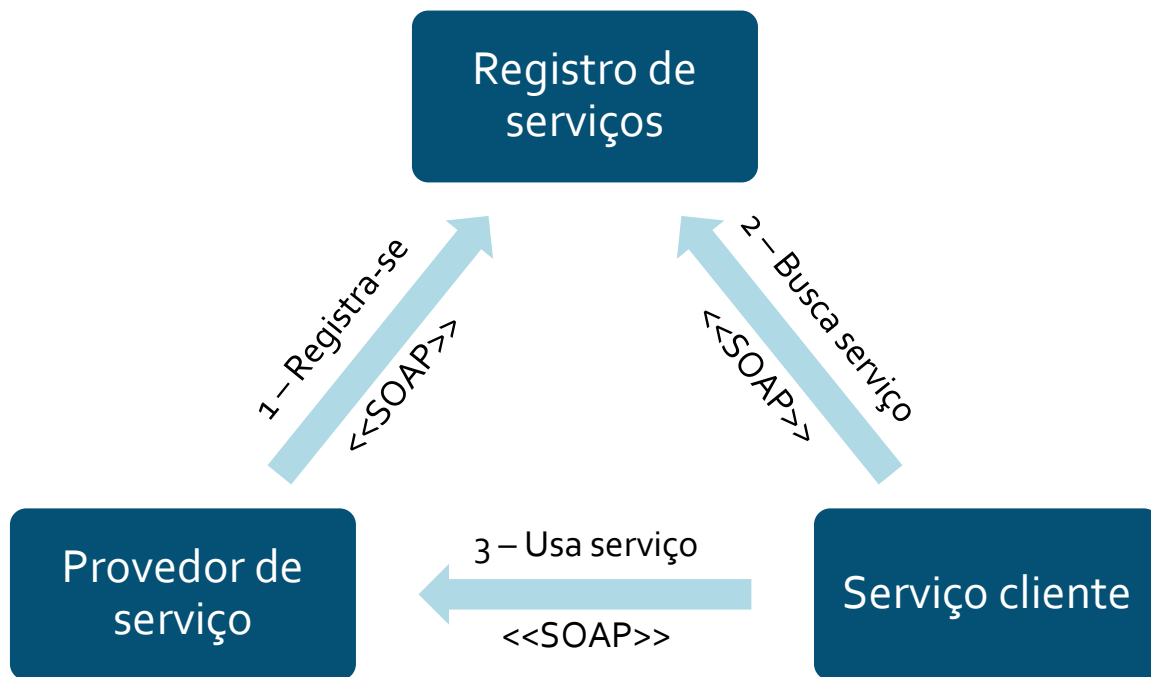 Registro de
serviços
1 – Registra-se
<<SOAP>>
2 – Busca serviço
<<SOAP>>
Provedor de
serviço
3 – Usa serviço
<<SOAP>>
Serviço cliente